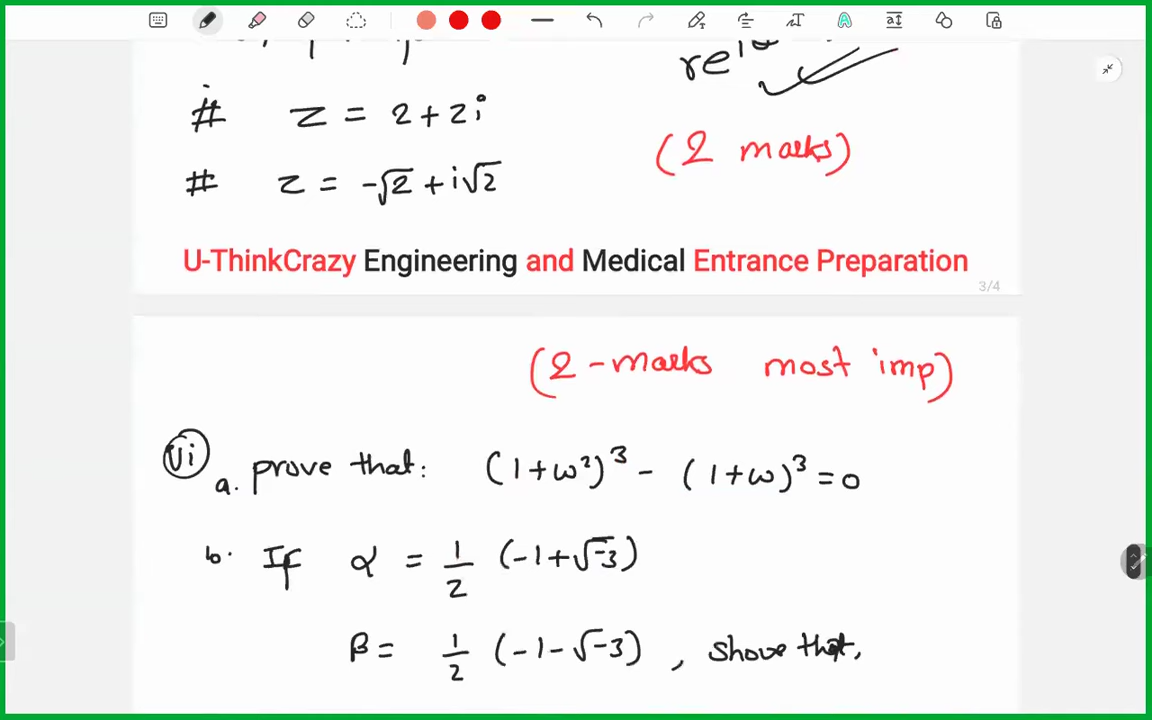 re^iθ
# z = 2+2i
(2 marks)
# z = -√2 + i√2
U-ThinkCrazy Engineering and Medical Entrance Preparation
3/4
(2-marks most imp)
(vi)
a. prove that: (1+ω²)³ - (1+ω)³ = 0
b. If α = 1/2 (-1+√-3)
β = 1/2 (-1-√-3), show that,